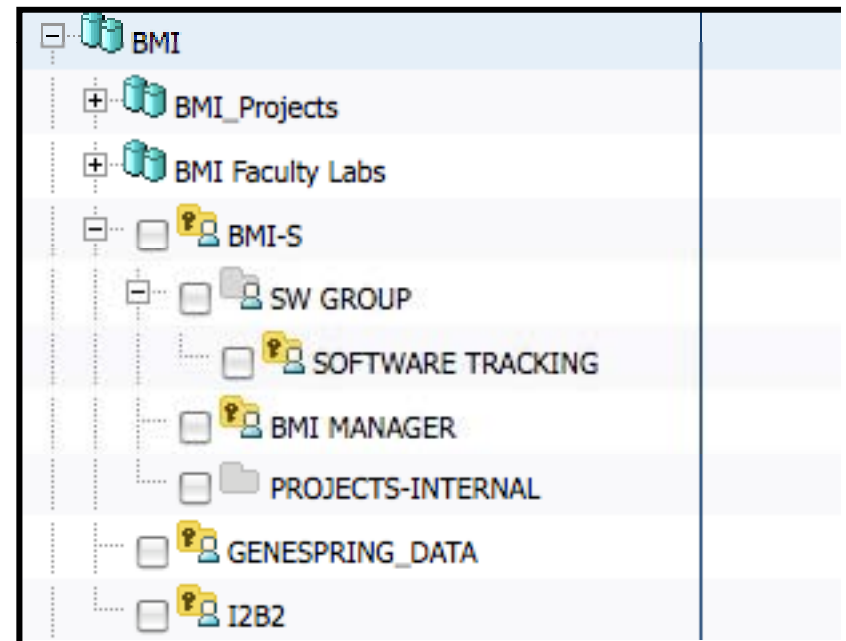 BMI
BMI_Projects
BMI Faculty Labs
BMI-S
SW GROUP
SOFTWARE TRACKING
BMI MANAGER
PROJECTS-INTERNAL
GENESPRING_DATA
I2B2